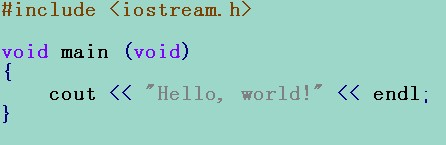 #include <iostream.h>
void main (void)
{
    cout << "Hello, world!" << endl;
}